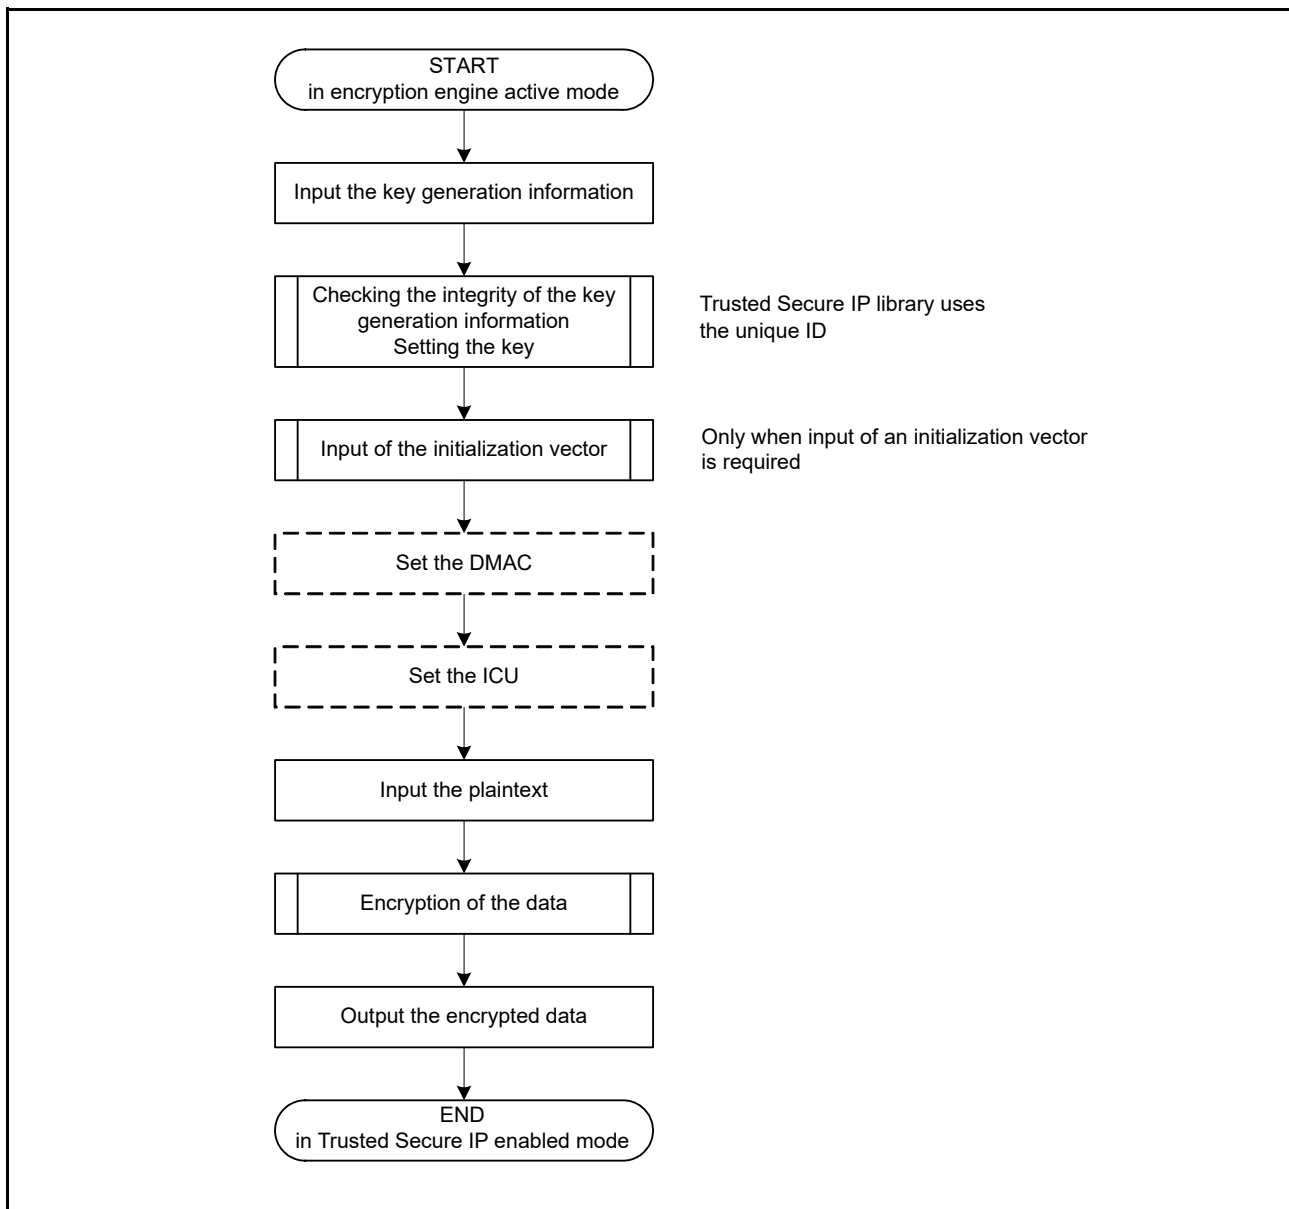 START
in encryption engine active mode
Input the key generation information
Checking the integrity of the key
generation information
Setting the key
Trusted Secure IP library uses
the unique ID
Input of the initialization vector
Only when input of an initialization vector
is required
Set the DMAC
Set the ICU
Input the plaintext
Encryption of the data
Output the encrypted data
END
in Trusted Secure IP enabled mode